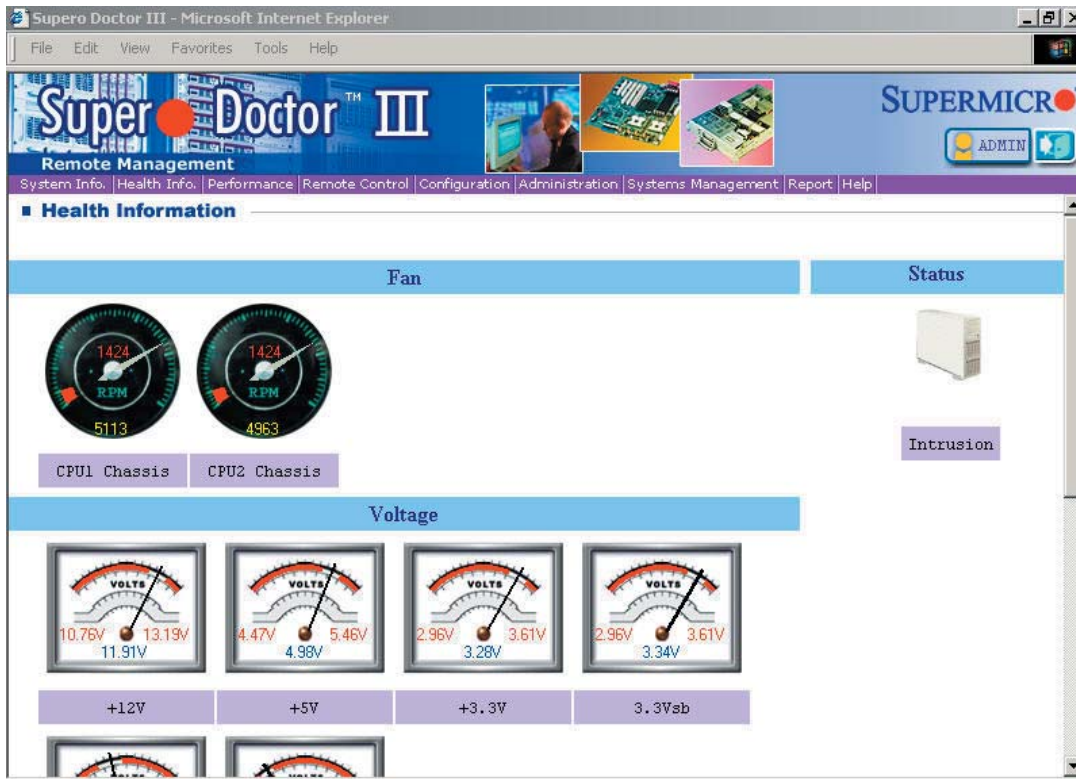 Supero Doctor III - Microsoft Internet Explorer
File Edit View Favorites Tools Help
Super Doctor™ III
SUPERMICRO
Remote Management
ADMIN
System Info. Health Info. Performance Remote Control Configuration Administration Systems Management Report Help
Health Information
Fan
Status
1424 1424
RPM RPM
5113 4963
CPU1 Chassis CPU2 Chassis
Intrusion
Voltage
VOLTS VOLTS VOLTS VOLTS
10.76V 13.19V 4.47V 5.46V 2.96V 3.61V 2.96V 3.61V
11.91V 4.98V 3.28V 3.34V
+12V +5V +3.3V 3.3Vsb